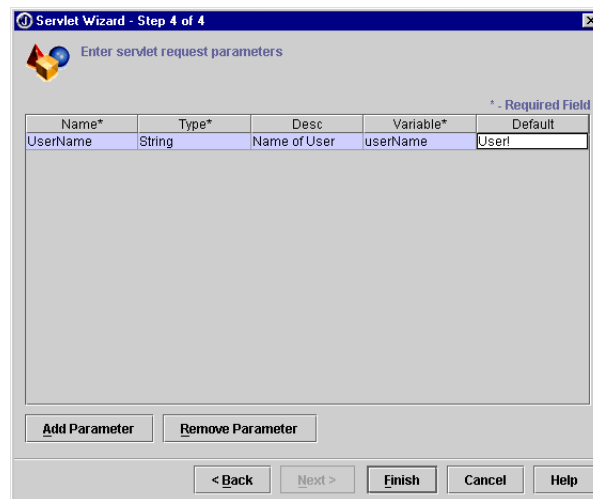 Servlet Wizard - Step 4 of 4
Enter servlet request parameters
* - Required Field
Name* Type* Desc Variable* Default
UserName String Name of User userName User!
Add Parameter Remove Parameter
< Back Next > Finish Cancel Help